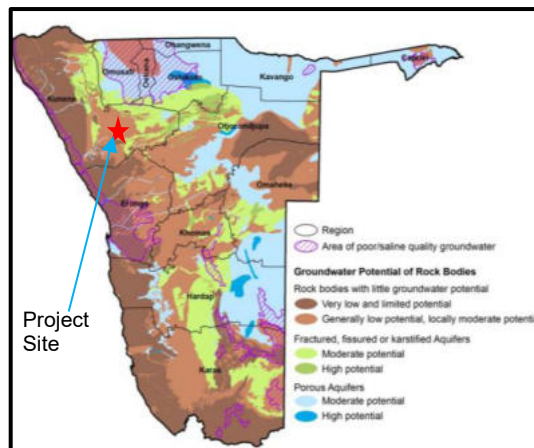 Ohangwena
Omusati
Oshana
Oshikoto
Kavango
Caprivi
Kunene
Otjozondjupa
Omaheke
Erongo
Khomas
Hardap
Karas
Project
Site
Region
Area of poor/saline quality groundwater
Groundwater Potential of Rock Bodies
Rock bodies with little groundwater potential
Very low and limited potential
Generally low potential, locally moderate potentia
Fractured, fissured or karstified Aquifers
Moderate potential
High potential
Porous Aquifers
Moderate potential
High potential